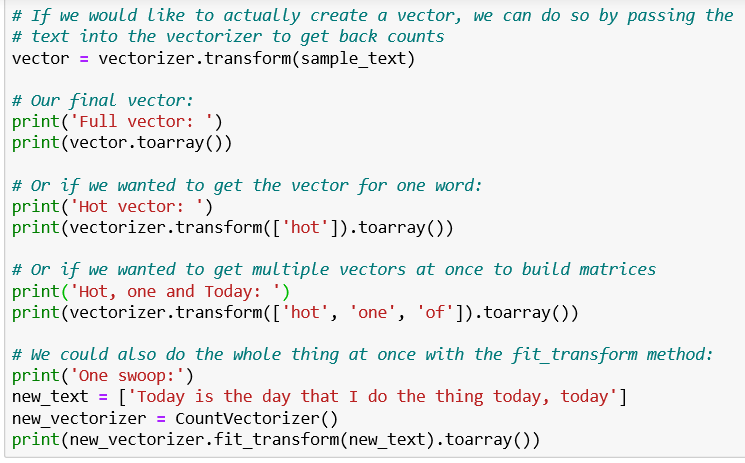 # If we would like to actually create a vector, we can do so by passing the
# text into the vectorizer to get back counts
vector = vectorizer.transform(sample_text)
# Our final vector:
print('Full vector: ')
print(vector.toarray())
# Or if we wanted to get the vector for one word:
print('Hot vector: ')
print(vectorizer.transform(['hot']).toarray())
# Or if we wanted to get multiple vectors at once to build matrices
print('Hot, one and Today: ')
print(vectorizer.transform(['hot', 'one', 'of']).toarray())
# We could also do the whole thing at once with the fit_transform method:
print('One swoop:')
new_text = ['Today is the day that I do the thing today, today']
new_vectorizer = CountVectorizer()
print(new_vectorizer.fit_transform(new_text).toarray())